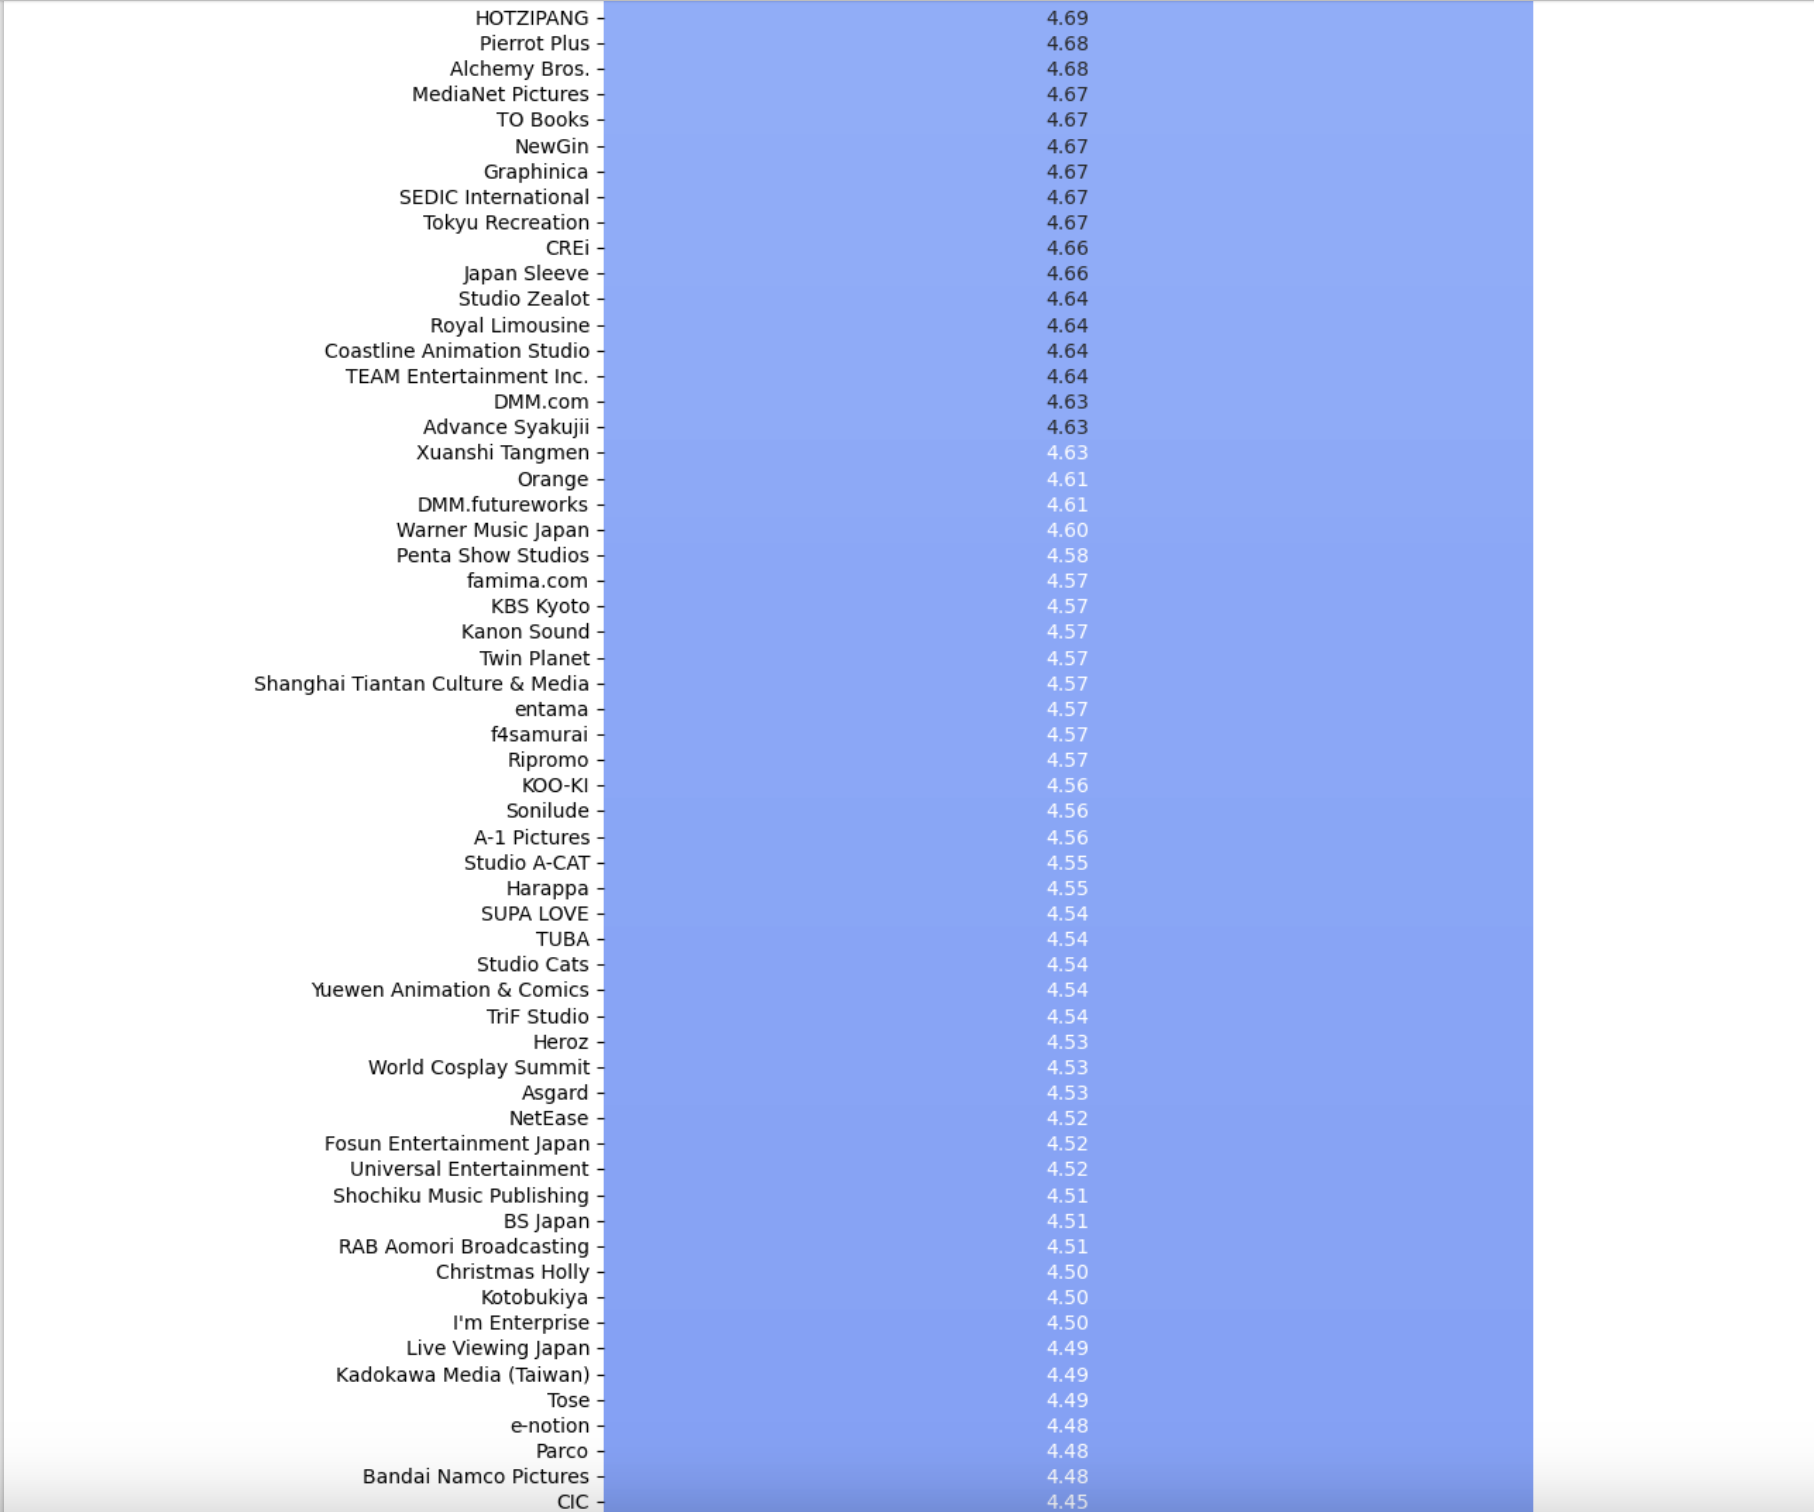 HOTZIPANG 4.69
Pierrot Plus 4.68
Alchemy Bros. 4.68
MediaNet Pictures 4.67
TO Books 4.67
NewGin 4.67
Graphinica 4.67
SEDIC International 4.67
Tokyu Recreation 4.67
CREi 4.66
Japan Sleeve 4.66
Studio Zealot 4.64
Royal Limousine 4.64
Coastline Animation Studio 4.64
TEAM Entertainment Inc. 4.64
DMM.com 4.63
Advance Syakujii 4.63
Xuanshi Tangmen 4.63
Orange 4.61
DMM.futureworks 4.61
Warner Music Japan 4.60
Penta Show Studios 4.58
famima.com 4.57
KBS Kyoto 4.57
Kanon Sound 4.57
Twin Planet 4.57
Shanghai Tiantan Culture & Media 4.57
entama 4.57
f4samurai 4.57
Ripromo 4.57
KOO-KI 4.56
Sonilude 4.56
A-1 Pictures 4.56
Studio A-CAT 4.55
Harappa 4.55
SUPA LOVE 4.54
TUBA 4.54
Studio Cats 4.54
Yuewen Animation & Comics 4.54
TriF Studio 4.54
Heroz 4.53
World Cosplay Summit 4.53
Asgard 4.53
NetEase 4.52
Fosun Entertainment Japan 4.52
Universal Entertainment 4.52
Shochiku Music Publishing 4.51
BS Japan 4.51
RAB Aomori Broadcasting 4.51
Christmas Holly 4.50
Kotobukiya 4.50
I'm Enterprise 4.50
Live Viewing Japan 4.49
Kadokawa Media (Taiwan) 4.49
Tose 4.49
e-notion 4.48
Parco 4.48
Bandai Namco Pictures 4.48
CIC 4.45